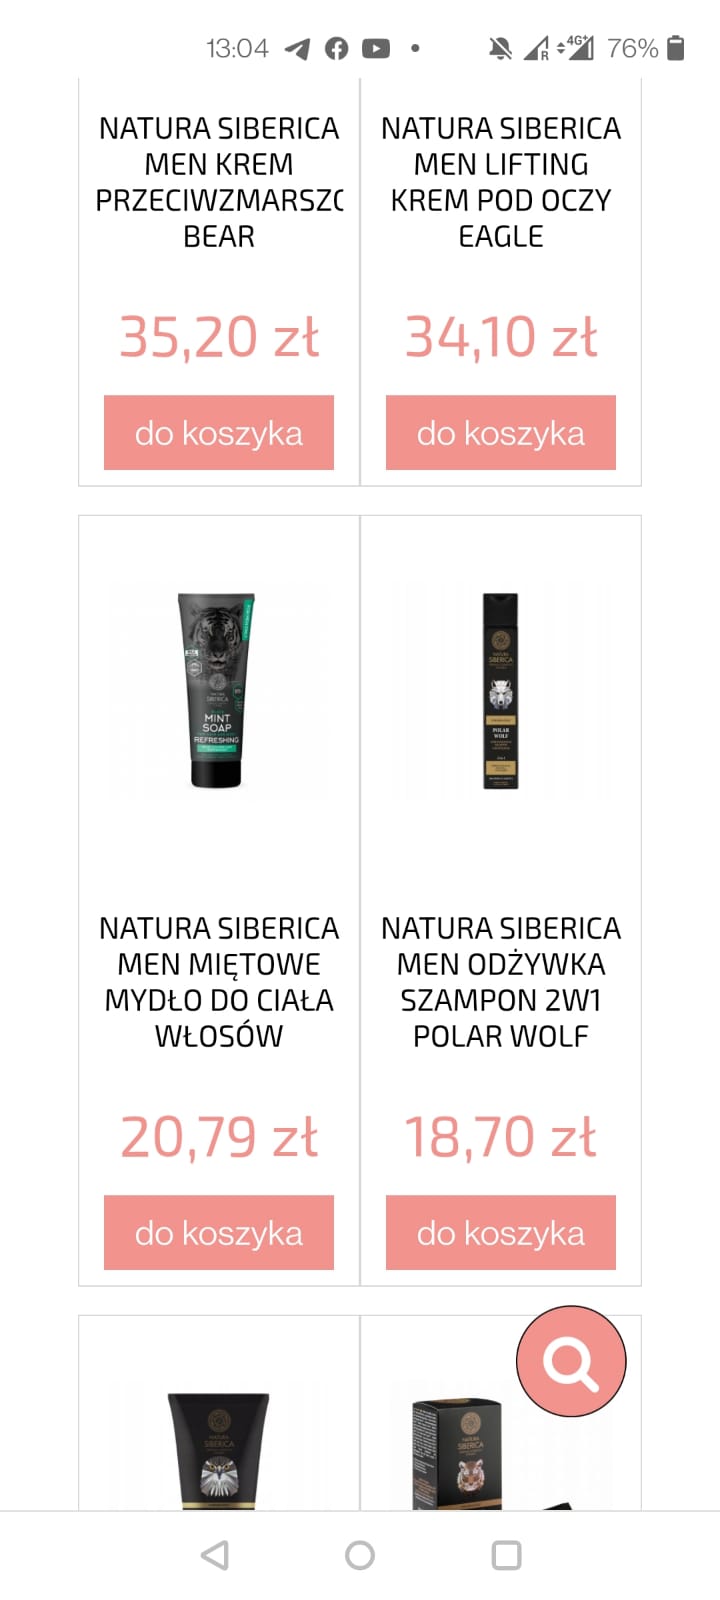 13:04 4G+ R 76%
NATURA SIBERICA
MEN KREM
PRZECIWZMARSZC
BEAR
35,20 zł
do koszyka
NATURA SIBERICA
MEN LIFTING
KREM POD OCZY
EAGLE
34,10 zł
do koszyka
NATURA
SIBERICA
MINT
SOAP
REFRESHING
NATURA SIBERICA
MEN MIĘTOWE
MYDŁO DO CIAŁA
WŁOSÓW
20,79 zł
do koszyka
NATURA
SIBERICA
POLAR
WOLF
NATURA SIBERICA
MEN ODŻYWKA
SZAMPON 2W1
POLAR WOLF
18,70 zł
do koszyka
NATURA
SIBERICA
NATURA
SIBERICA